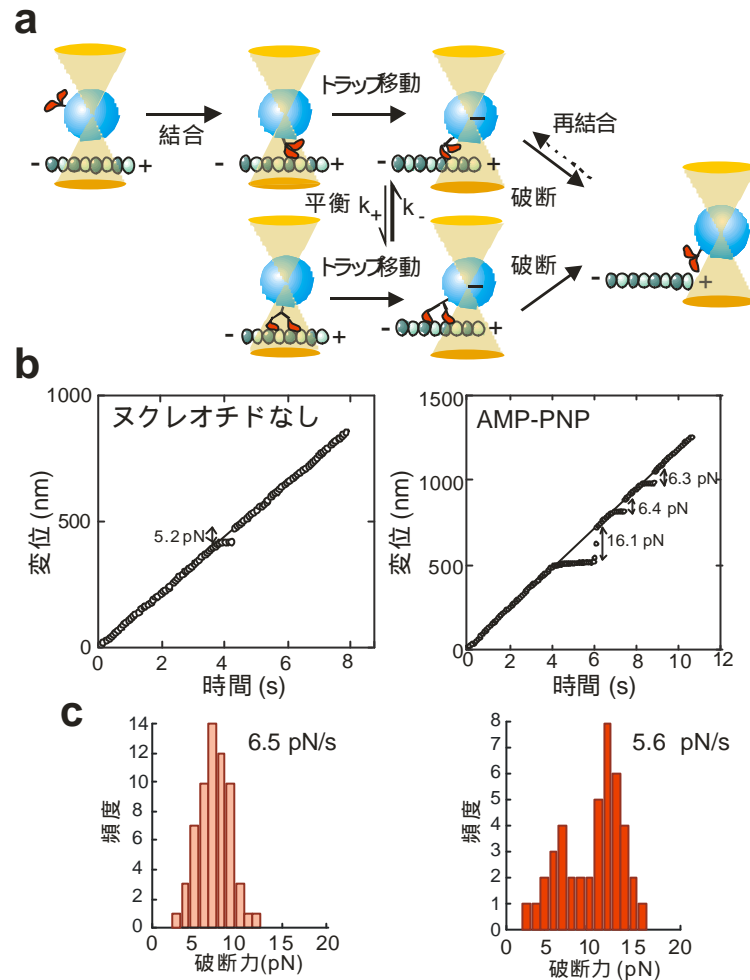 a
トラップ移動
トラップ移動
結合
再結合
破断
- +
- +
- +
平衡 k+ k-
破断
- +
- +
- +
b
ヌクレオチドなし
5.2 pN
変位 (nm)
1000
500
0
0 2 4 6 8
時間 (s)
AMP-PNP
6.3 pN
6.4 pN
16.1 pN
変位 (nm)
1500
1000
500
0
0 2 4 6 8 10 12
時間 (s)
c
6.5 pN/s
頻度
14
12
10
8
6
4
2
0
0 5 10 15 20
破断力(pN)
5.6 pN/s
頻度
8
7
6
5
4
3
2
1
0
0 5 10 15 20
破断力(pN)